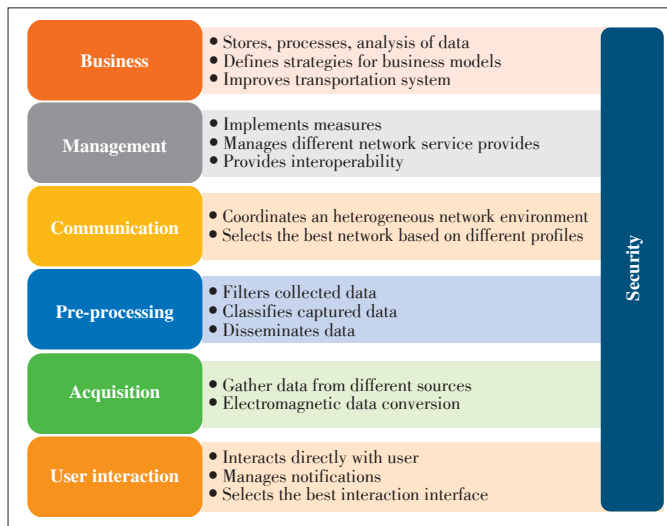 Business
• Stores, processes, analysis of data
• Defines strategies for business models
• Improves transportation system
Management
• Implements measures
• Manages different network service provides
• Provides interoperability
Communication
• Coordinates an heterogeneous network environment
• Selects the best network based on different profiles
Pre-processing
• Filters collected data
• Classifies captured data
• Disseminates data
Acquisition
• Gather data from different sources
• Electromagnetic data conversion
User interaction
• Interacts directly with user
• Manages notifications
• Selects the best interaction interface
Security